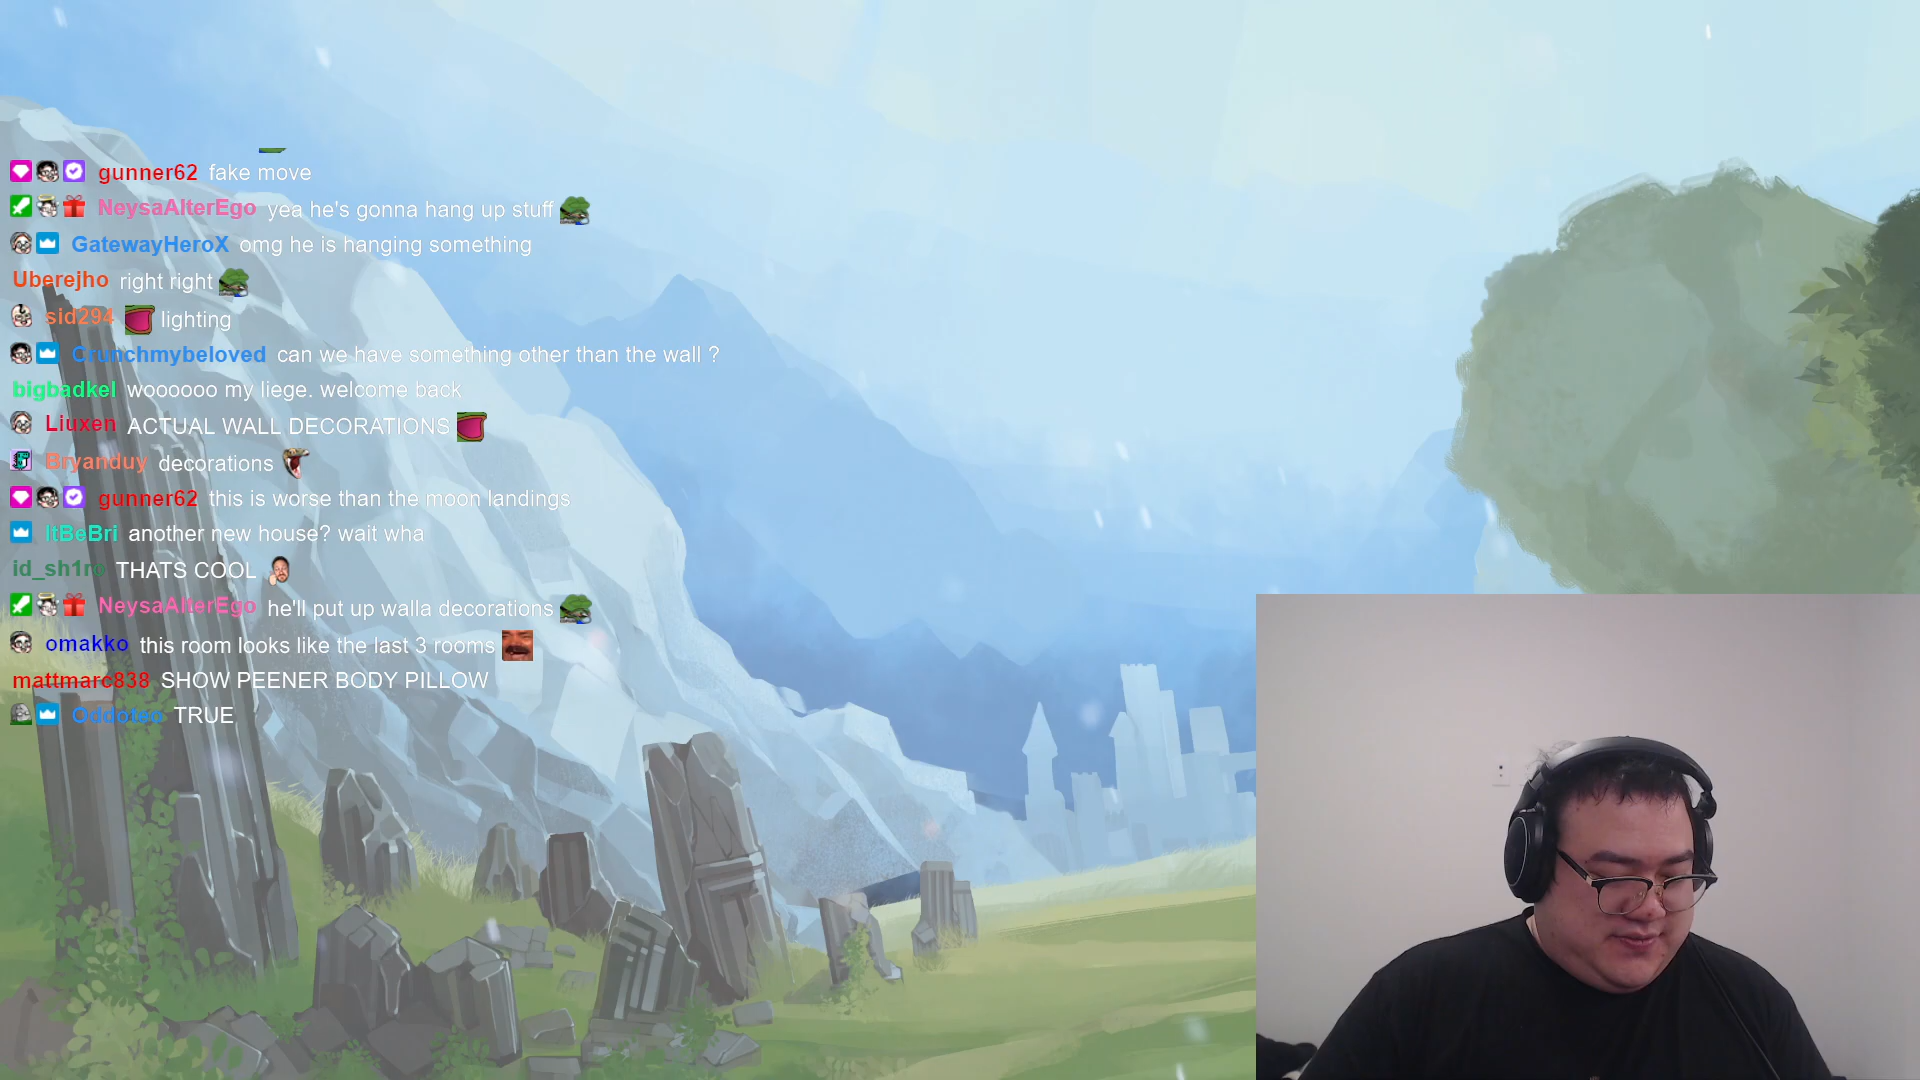 gunner62 fake move
NeysaAlterEgo yea he's gonna hang up stuff
GatewayHeroX omg he is hanging something
Uberejho right right
sid294 lighting
Crunchmybeloved can we have something other than the wall ?
bigbadkel woooooo my liege. welcome back
Liuxen ACTUAL WALL DECORATIONS
Bryanduy decorations
gunner62 this is worse than the moon landings
ItBeBri another new house? wait wha
id_sh1ro THATS COOL
NeysaAlterEgo he'll put up walla decorations
omakko this room looks like the last 3 rooms
mattmarc838 SHOW PEENER BODY PILLOW
Oddoteo TRUE